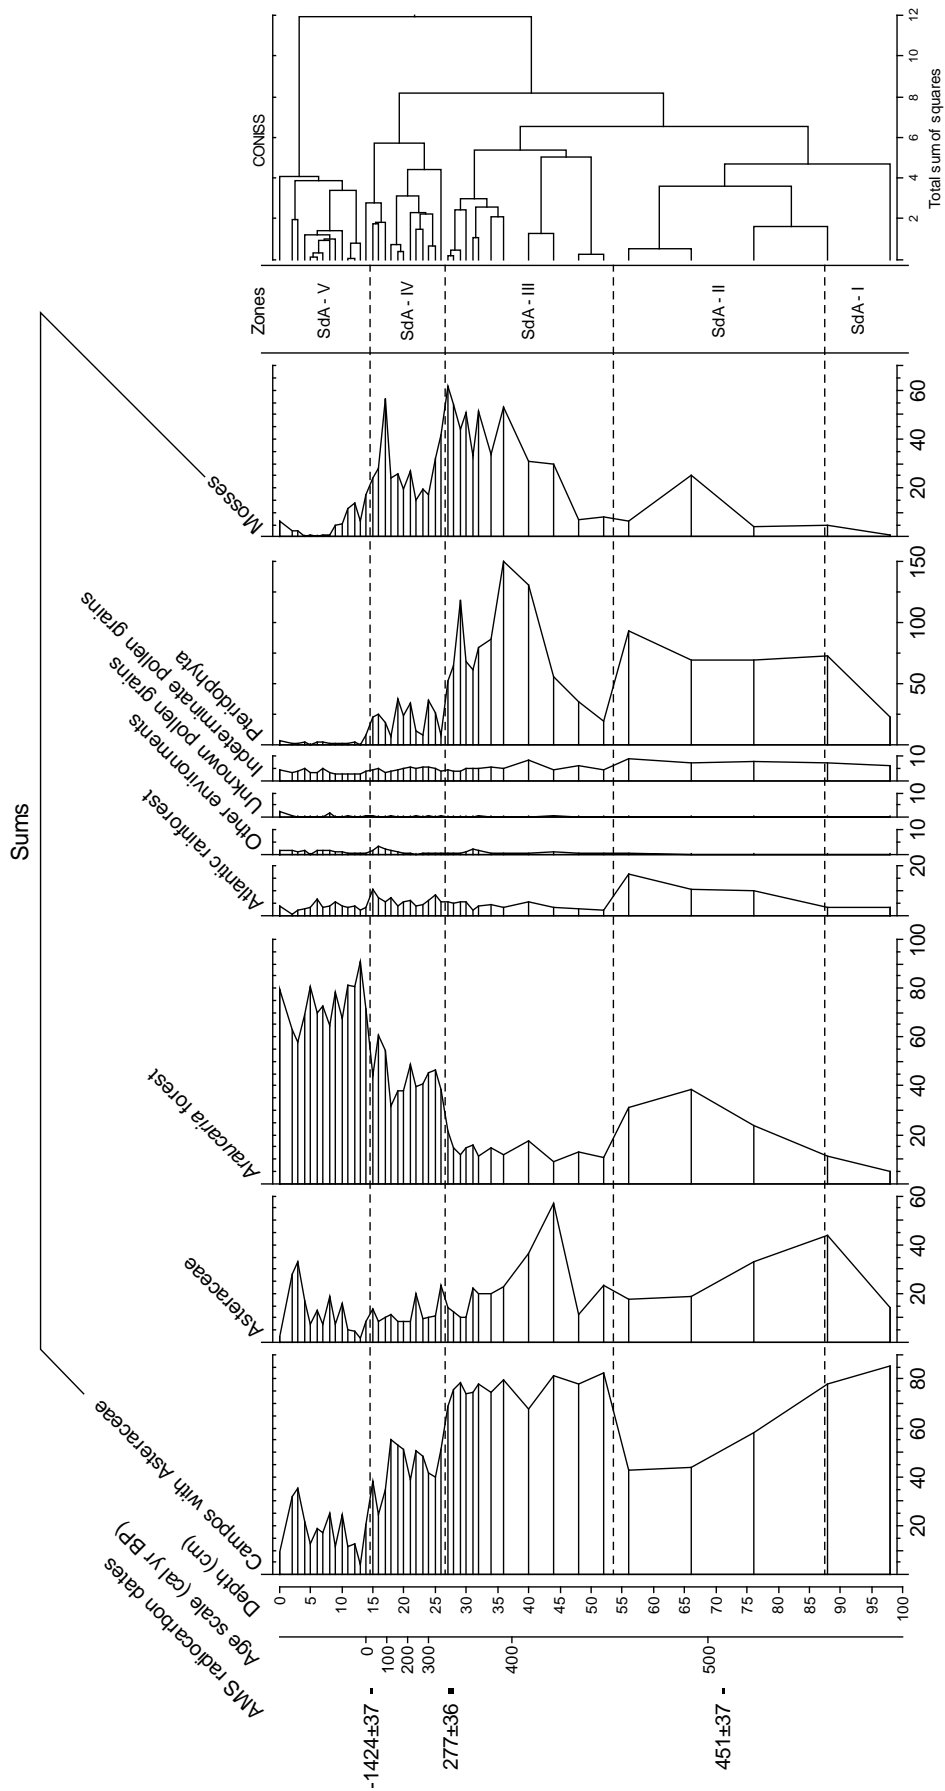 Sums
AMS radiocarbon dates
Age scale (cal yr BP)
Depth (cm)
Campos with Asteraceae
Asteraceae
Araucaria forest
Atlantic rainforest
Other environments
Unknown pollen grains
Indeterminate pollen grains
Pteridophyta
Mosses
Zones
CONISS
-1424±37
277±36
451±37
0
100
200
300
400
500
0
5
10
15
20
25
30
35
40
45
50
55
60
65
70
75
80
85
90
95
100
20 40 60 80
20 40 60
20 40 60 80 100
20
10
10
10
50 100 150
20 40 60
SdA - V
SdA - IV
SdA - III
SdA - II
SdA - I
2 4 6 8 10 12
Total sum of squares